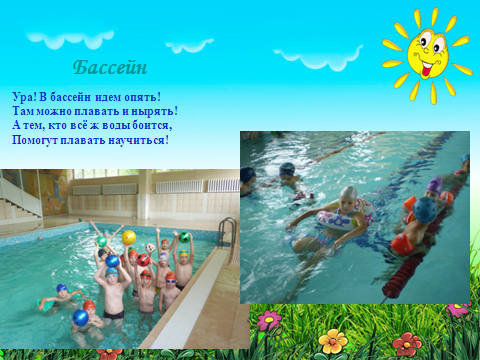 Бассейн
Ура! В бассейн идем опять!
Там можно плавать и нырять!
А тем, кто всё ж воды боится,
Помогут плавать научиться!